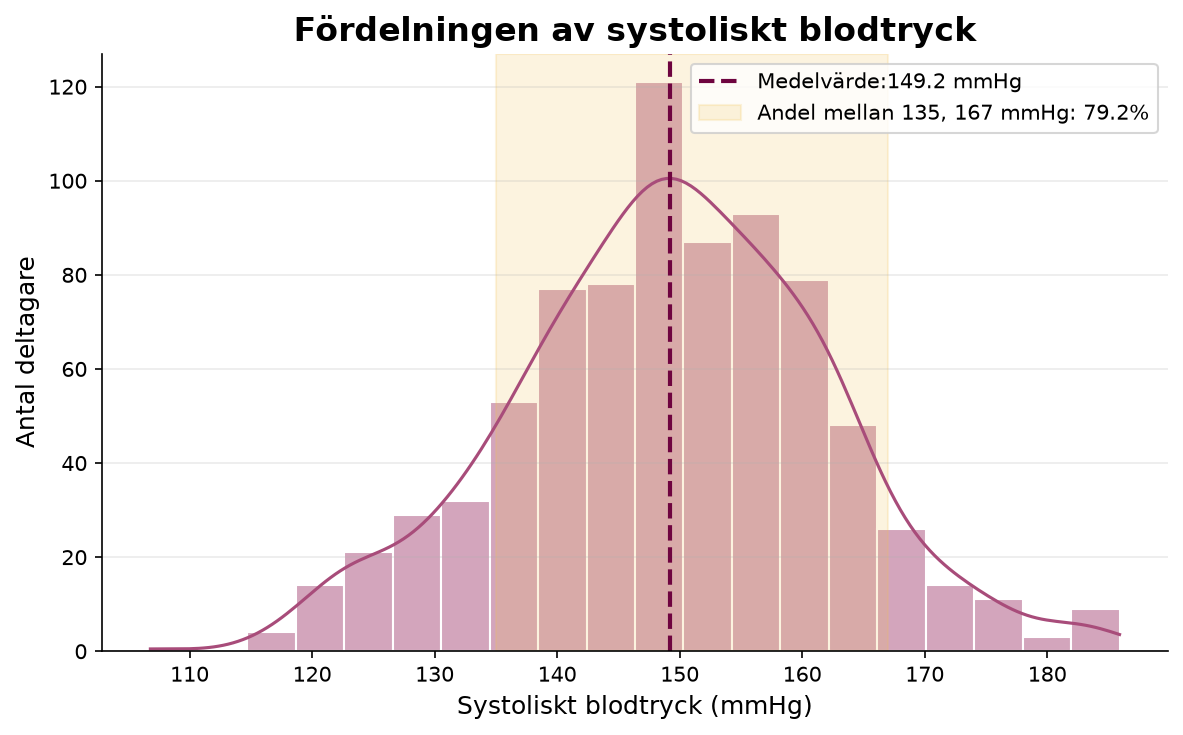 Fördelningen av systoliskt blodtryck
Medelvärde:149.2 mmHg
Andel mellan 135, 167 mmHg: 79.2%
Antal deltagare
120
100
80
60
40
20
0
110 120 130 140 150 160 170 180
Systoliskt blodtryck (mmHg)